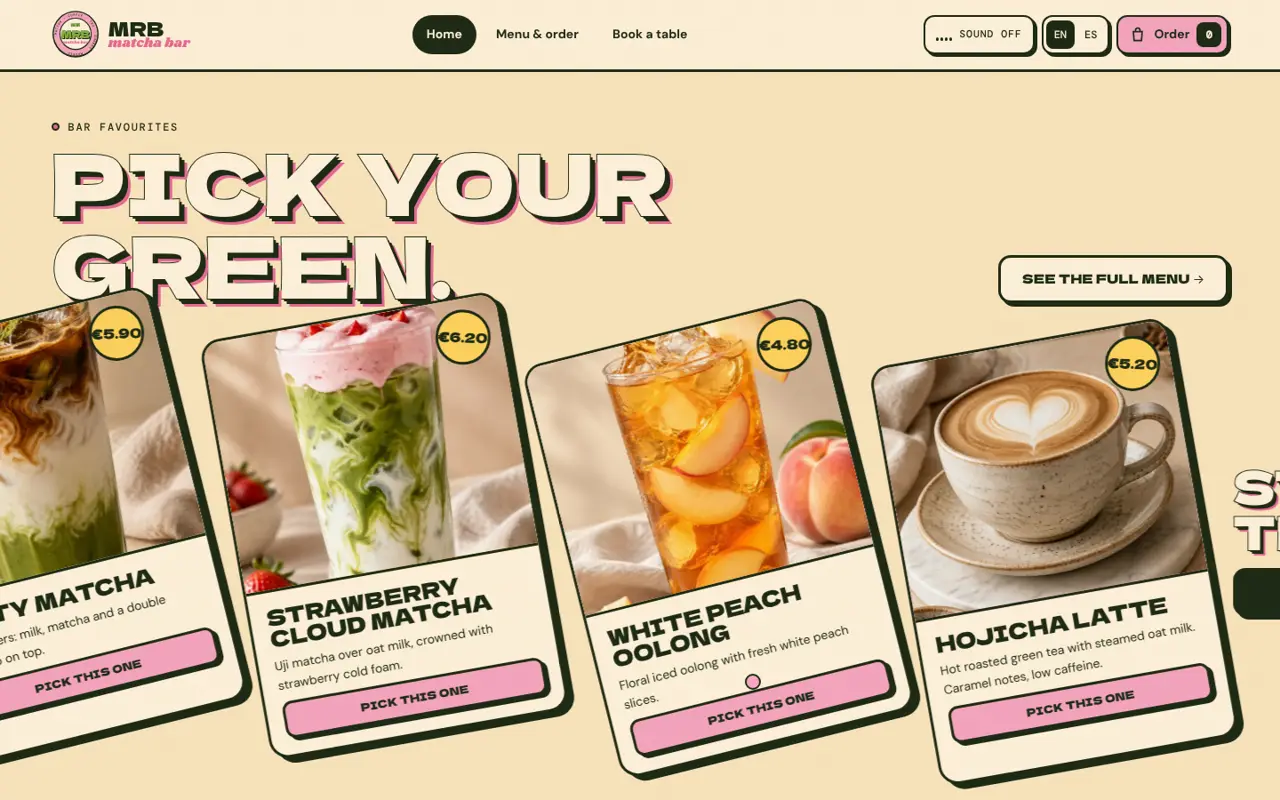 MRB
matcha bar
Home
Menu & order
Book a table
SOUND OFF
EN
ES
Order
0
BAR FAVOURITES
PICK YOUR
GREEN.
SEE THE FULL MENU →
€5.90
TY MATCHA
ers: milk, matcha and a double
on top.
PICK THIS ONE
€6.20
STRAWBERRY
CLOUD MATCHA
Uji matcha over oat milk, crowned with
strawberry cold foam.
PICK THIS ONE
€4.80
WHITE PEACH
OOLONG
Floral iced oolong with fresh white peach
slices.
PICK THIS ONE
€5.20
HOJICHA LATTE
Hot roasted green tea with steamed oat milk.
Caramel notes, low caffeine.
PICK THIS ONE